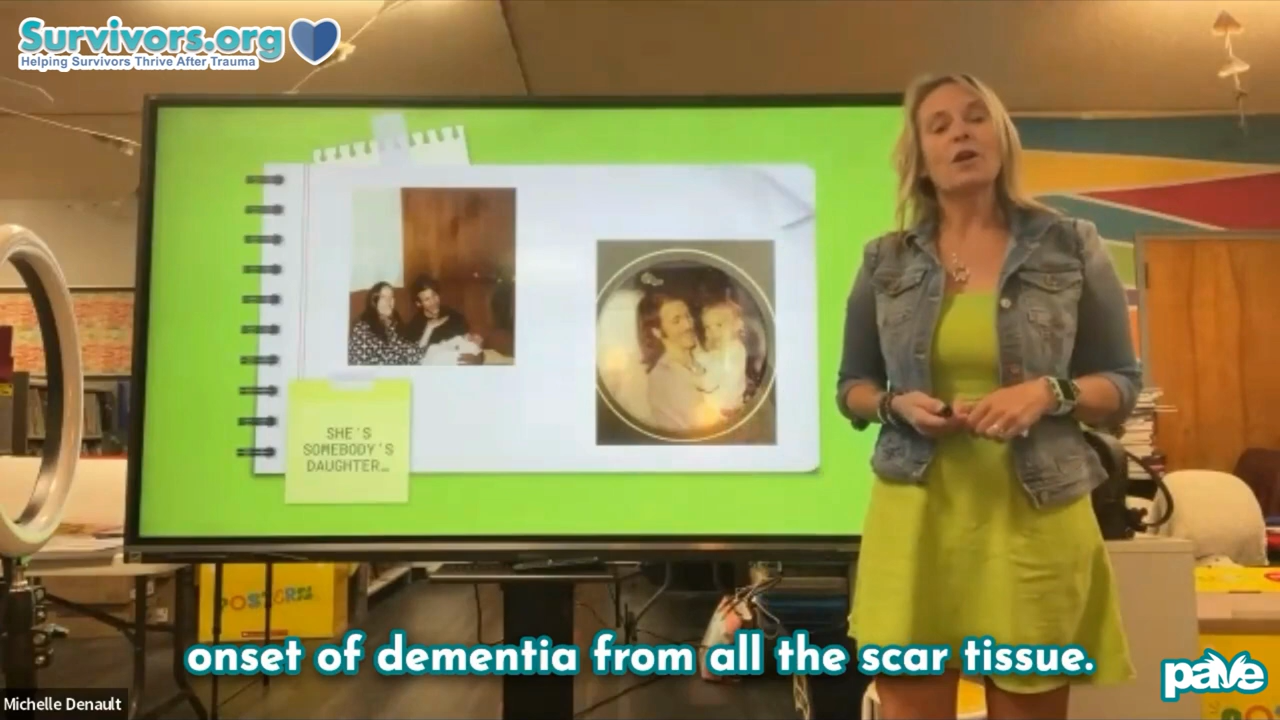 Survivors.org
Helping Survivors Thrive After Trauma
SHE'S
SOMEBODY'S
DAUGHTER…
POSTERS!
onset of dementia from all the scar tissue.
Michelle Denault
pave